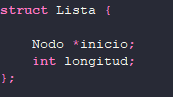 struct Lista {
Nodo *inicio;
int longitud;
};